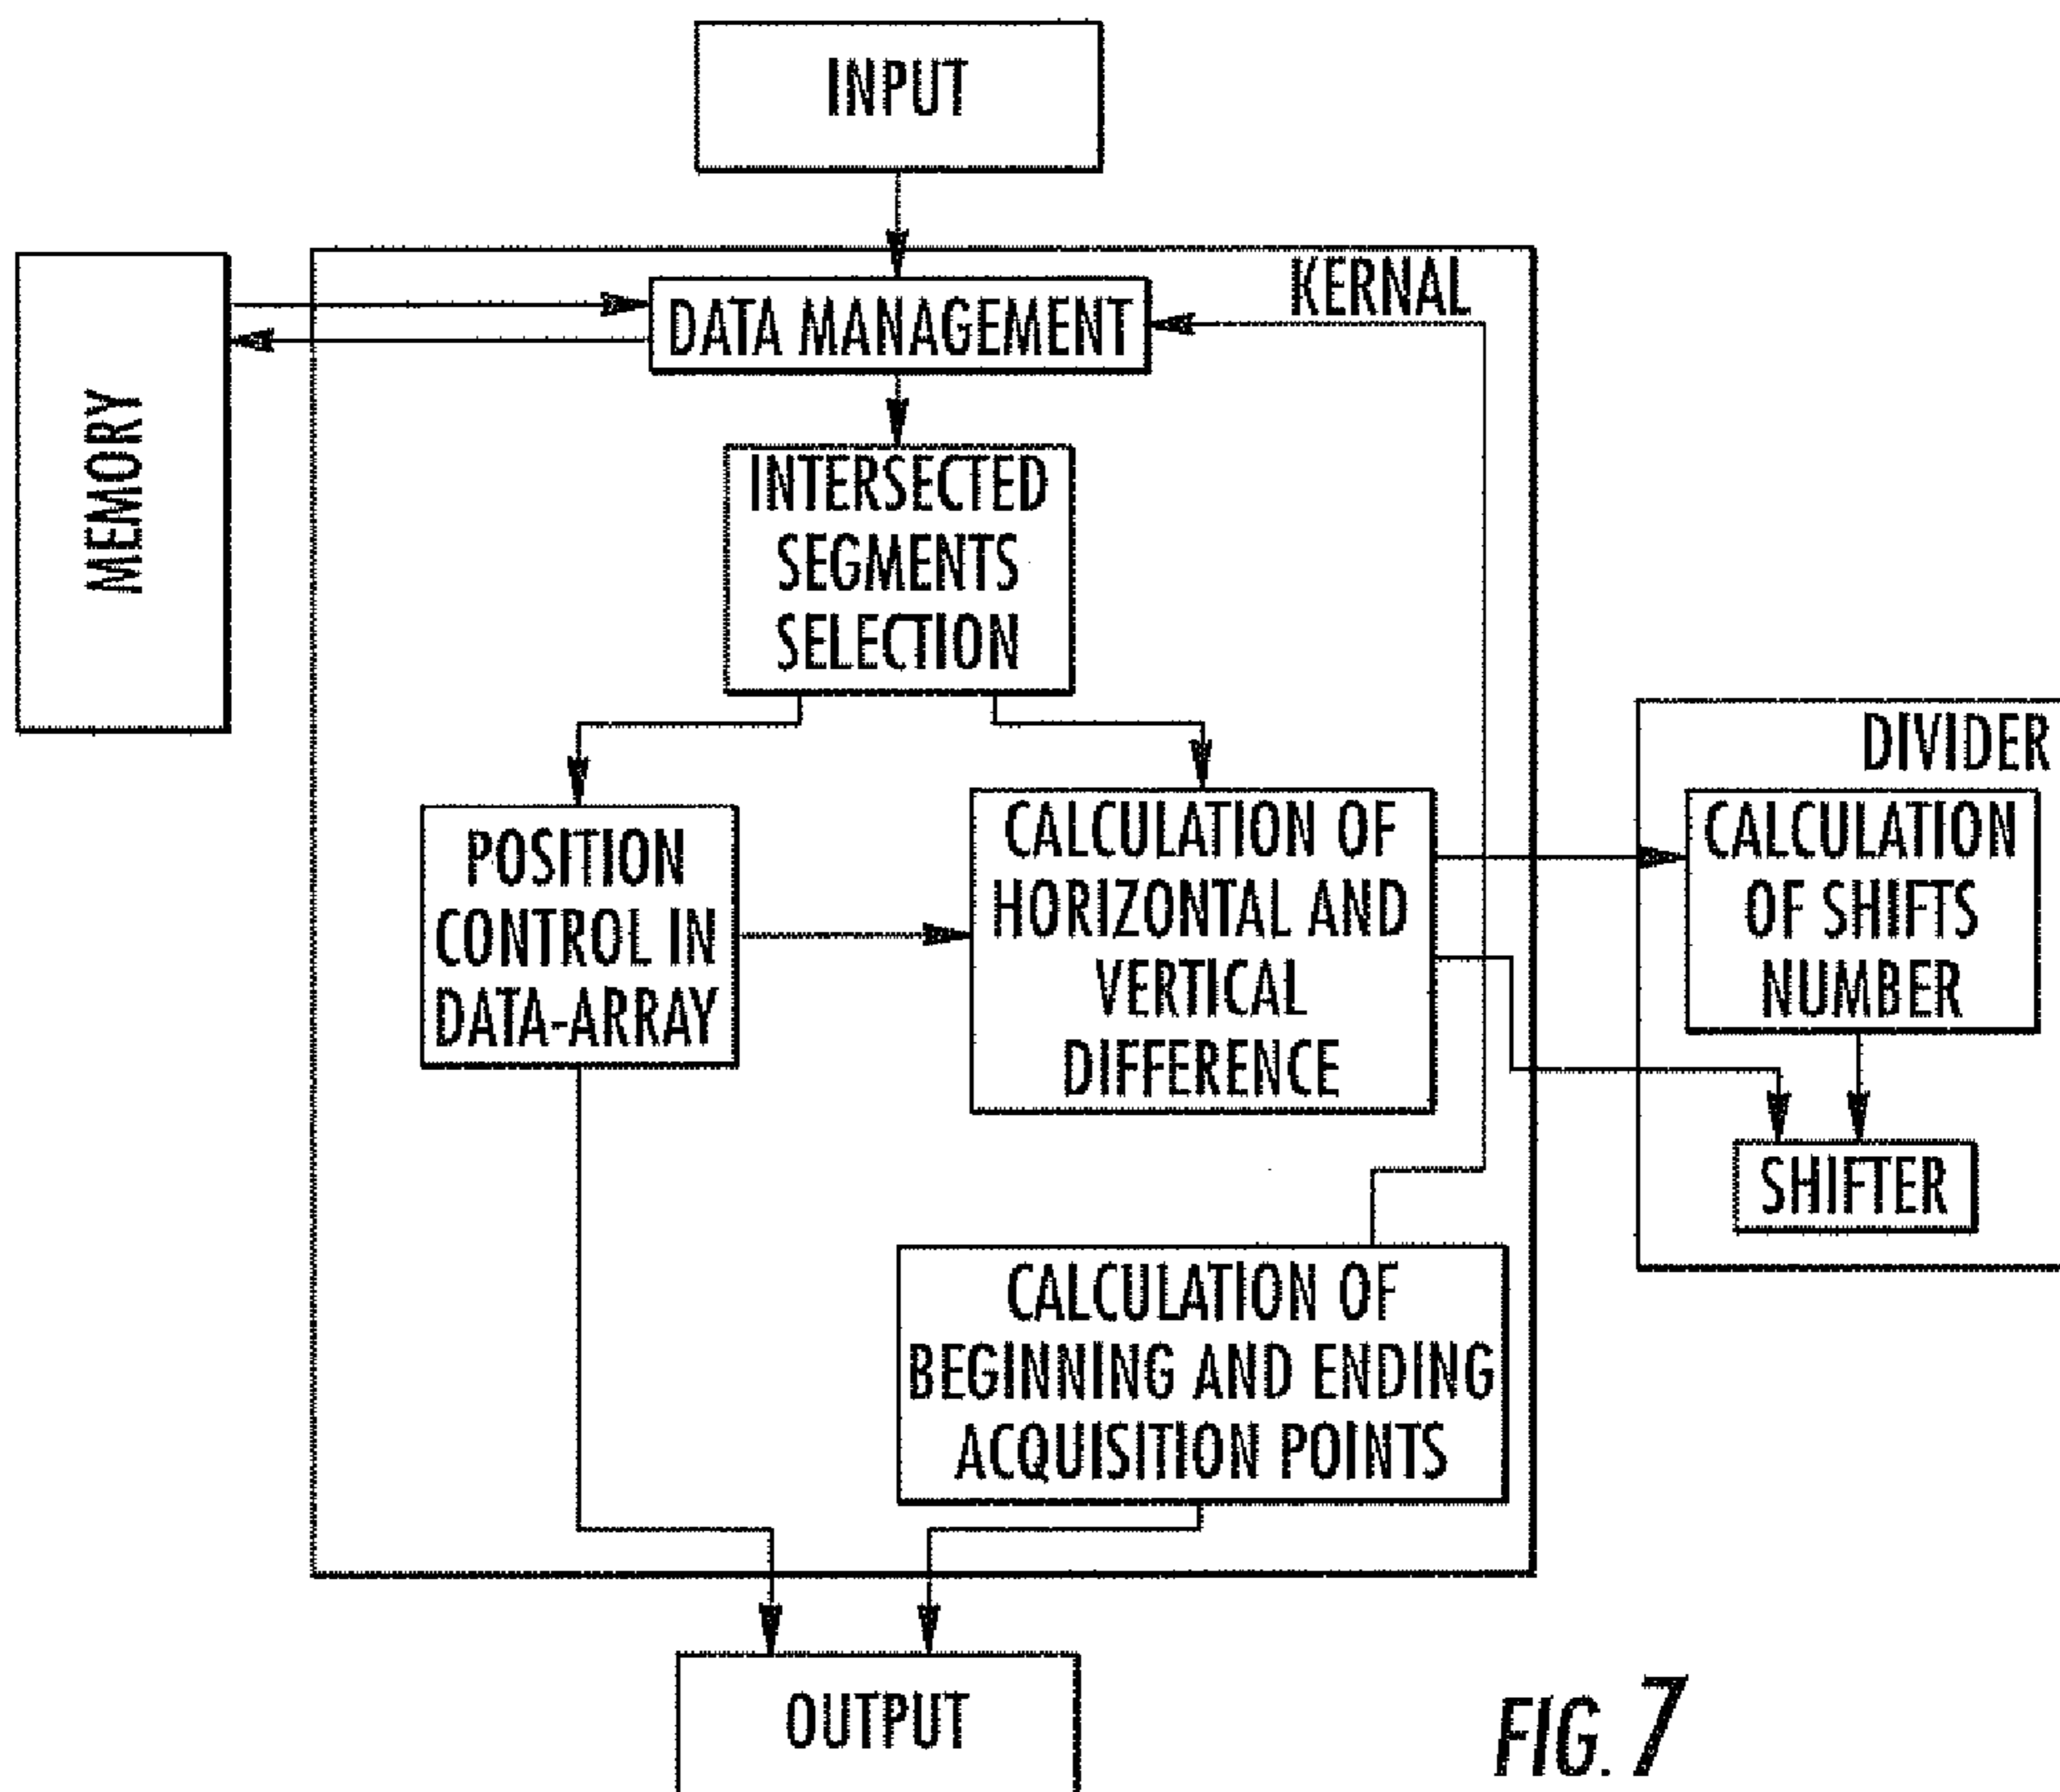 INPUT
KERNAL
DATA MANAGEMENT
MEMORY
INTERSECTED
SEGMENTS
SELECTION
DIVIDER
POSITION
CONTROL IN
DATA-ARRAY
CALCULATION OF
HORIZONTAL AND
VERTICAL
DIFFERENCE
CALCULATION
OF SHIFTS
NUMBER
SHIFTER
CALCULATION OF
BEGINNING AND ENDING
ACQUISITION POINTS
OUTPUT
FIG. 7